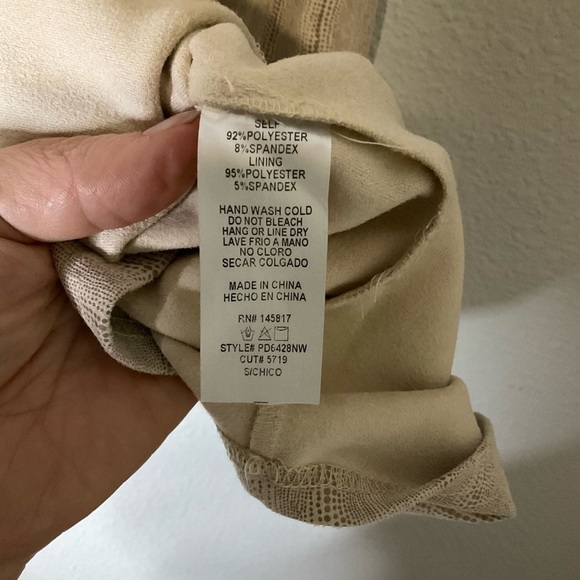 SELF
92%POLYESTER
8%SPANDEX
LINING
95%POLYESTER
5%SPANDEX
HAND WASH COLD
DO NOT BLEACH
HANG OR LINE DRY
LAVE FRIO A MANO
NO CLORO
SECAR COLGADO
MADE IN CHINA
HECHO EN CHINA
RN# 145817
STYLE# PD6428NW
CUT# 5719
S/CHICO